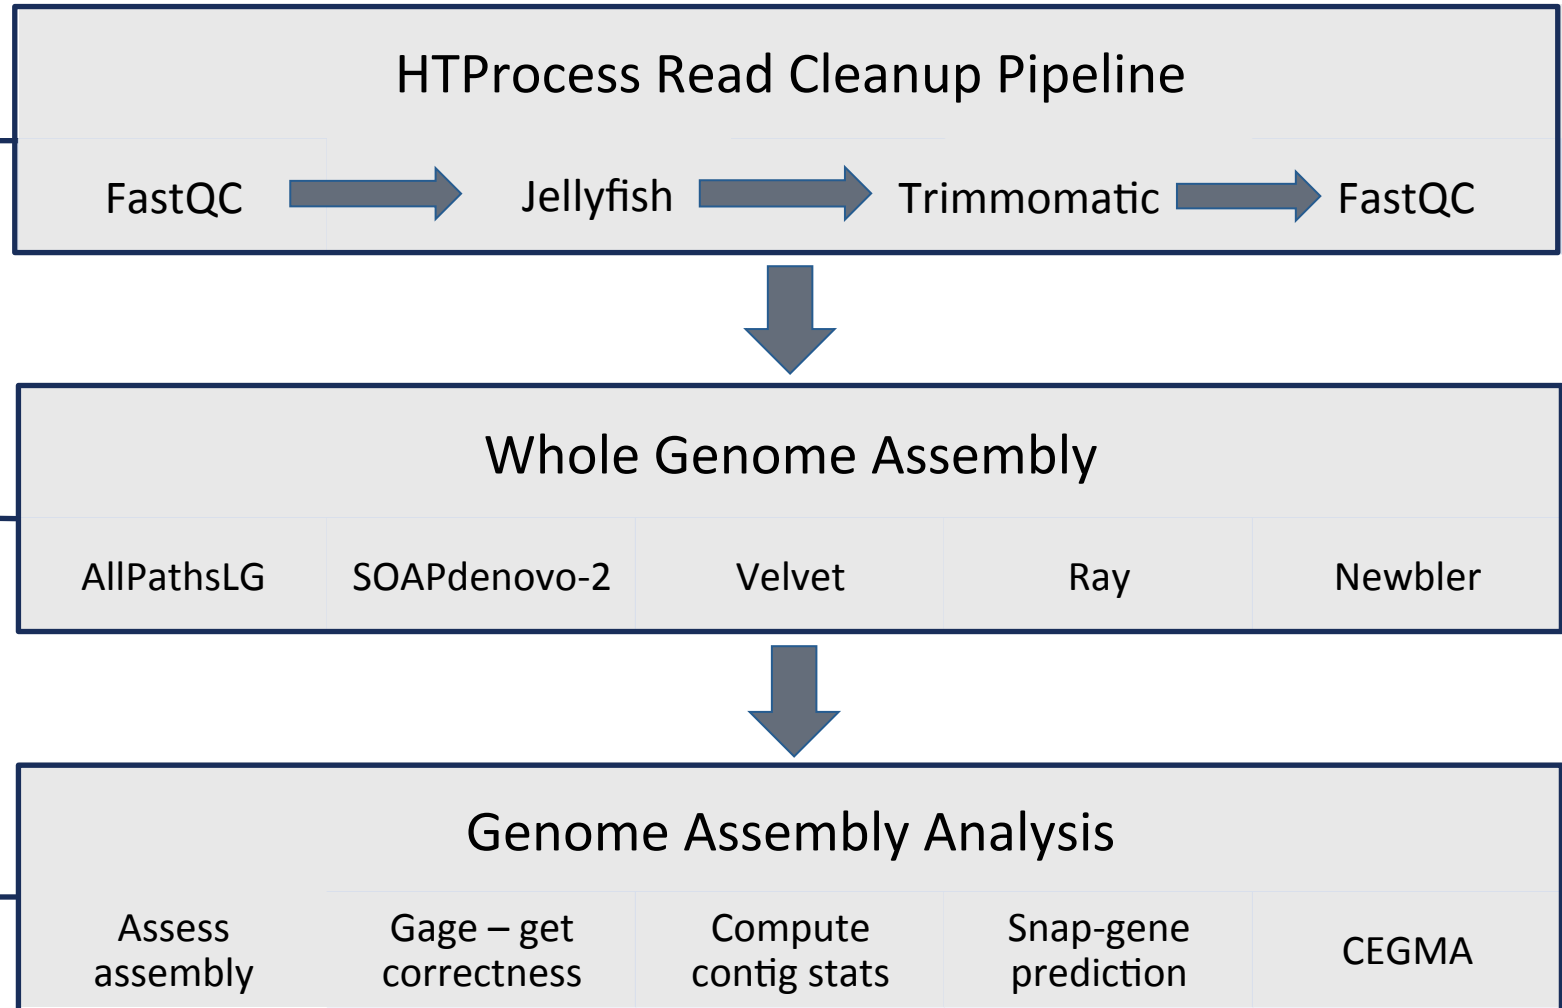 HTProcess Read Cleanup Pipeline
FastQC Jellyfish Trimmomatic FastQC
Whole Genome Assembly
AllPathsLG SOAPdenovo-2 Velvet Ray Newbler
Genome Assembly Analysis
Assess
assembly
Gage – get
correctness
Compute
contig stats
Snap-gene
prediction
CEGMA